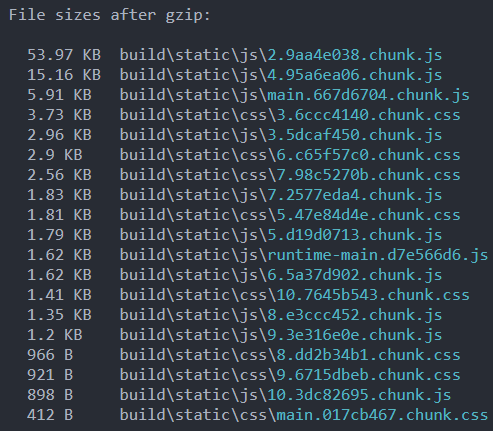 File sizes after gzip:
53.97 KB build\static\js\2.9aa4e038.chunk.js
15.16 KB build\static\js\4.95a6ea06.chunk.js
5.91 KB build\static\js\main.667d6704.chunk.js
3.73 KB build\static\css\3.6ccc4140.chunk.css
2.96 KB build\static\js\3.5dcaf450.chunk.js
2.9 KB build\static\css\6.c65f57c0.chunk.css
2.56 KB build\static\css\7.98c5270b.chunk.css
1.83 KB build\static\js\7.2577eda4.chunk.js
1.81 KB build\static\css\5.47e84d4e.chunk.css
1.79 KB build\static\js\5.d19d0713.chunk.js
1.62 KB build\static\js\runtime-main.d7e566d6.js
1.62 KB build\static\js\6.5a37d902.chunk.js
1.41 KB build\static\css\10.7645b543.chunk.css
1.35 KB build\static\js\8.e3ccc452.chunk.js
1.2 KB build\static\js\9.3e316e0e.chunk.js
966 B build\static\css\8.dd2b34b1.chunk.css
921 B build\static\css\9.6715dbeb.chunk.css
898 B build\static\js\10.3dc82695.chunk.js
412 B build\static\css\main.017cb467.chunk.css